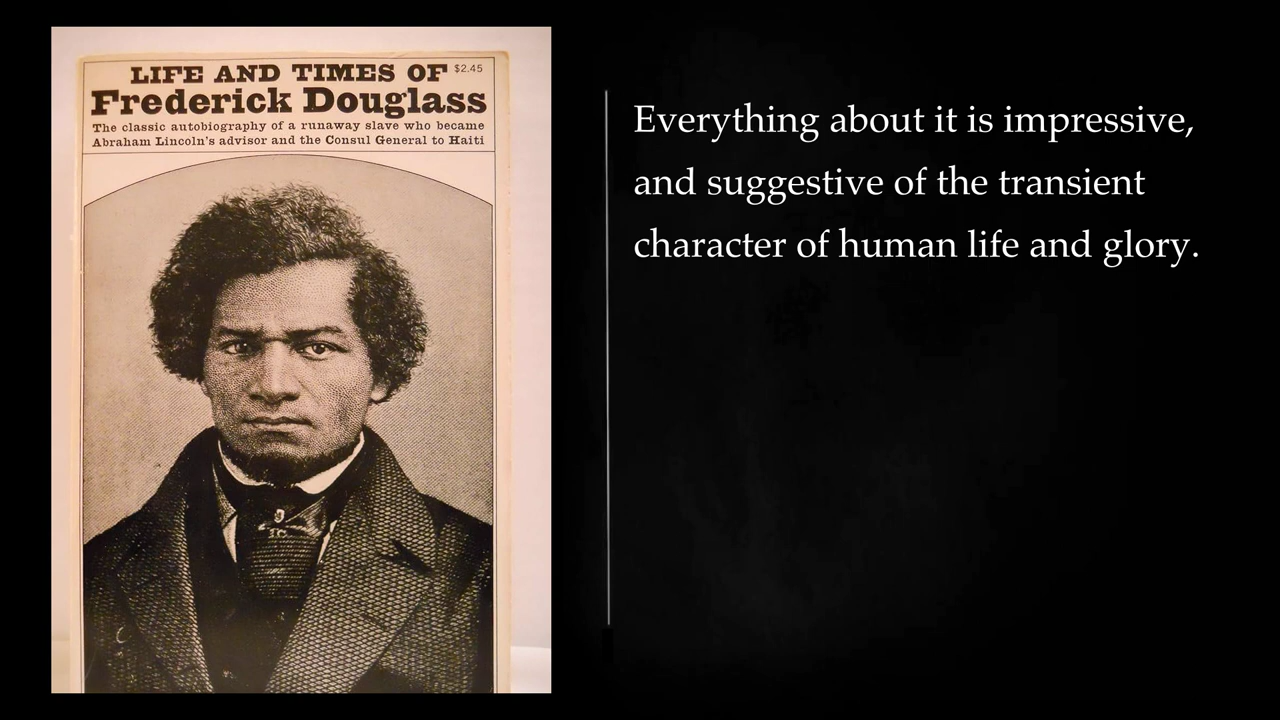 LIFE AND TIMES OF $2.45
Frederick Douglass
The classic autobiography of a runaway slave who became
Abraham Lincoln's advisor and the Consul General to Haiti
Everything about it is impressive,
and suggestive of the transient
character of human life and glory.